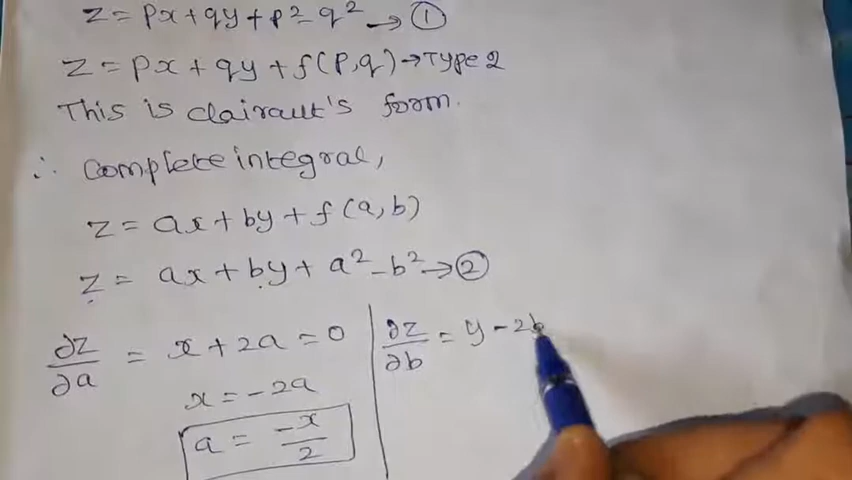 z = px + qy + p² - q² → ①
z = px + qy + f(p,q) → Type 2
This is clairaut's form.
∴ complete integral,
z = ax + by + f(a,b)
z = ax + by + a² - b² → ②
∂z/∂a = x + 2a = 0
x = -2a
a = -x/2
∂z/∂b = y - 2b